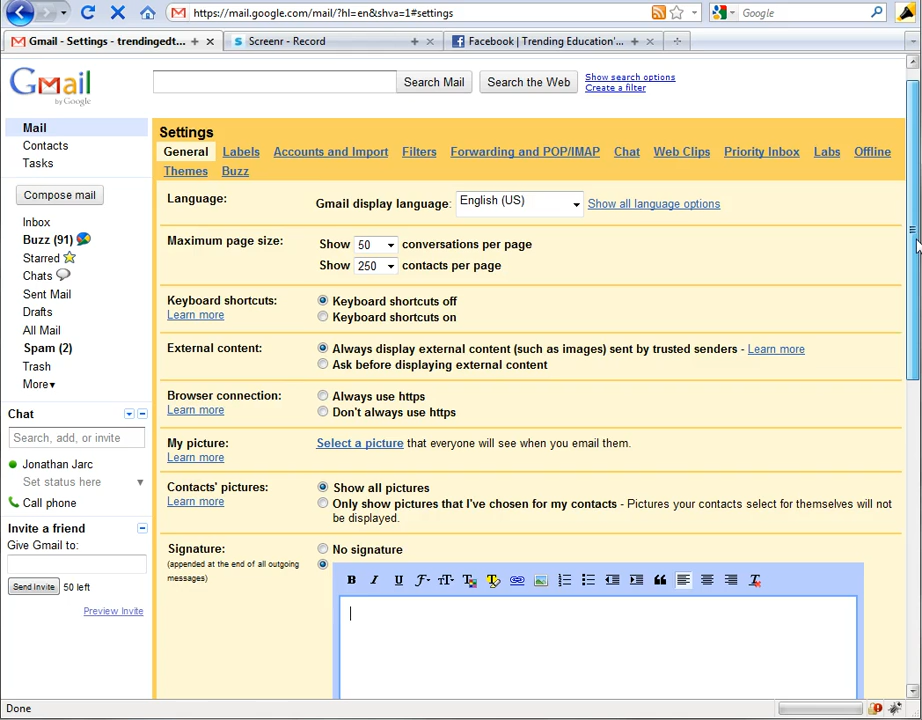 https://mail.google.com/mail/?hl=en&shva=1#settings
Google
Gmail - Settings - trendingedt...
Screenr - Record
Facebook | Trending Education'...
Gmail
by Google
Search Mail
Search the Web
Show search options
Create a filter
Mail
Contacts
Tasks
Compose mail
Inbox
Buzz (91)
Starred
Chats
Sent Mail
Drafts
All Mail
Spam (2)
Trash
More▾
Chat
Search, add, or invite
Jonathan Jarc
Set status here
Call phone
Invite a friend
Give Gmail to:
Send Invite 50 left
Preview Invite
Settings
General Labels Accounts and Import Filters Forwarding and POP/IMAP Chat Web Clips Priority Inbox Labs Offline
Themes Buzz
Language:
Gmail display language: English (US) Show all language options
Maximum page size:
Show 50 conversations per page
Show 250 contacts per page
Keyboard shortcuts:
Learn more
Keyboard shortcuts off
Keyboard shortcuts on
External content:
Always display external content (such as images) sent by trusted senders - Learn more
Ask before displaying external content
Browser connection:
Learn more
Always use https
Don't always use https
My picture:
Learn more
Select a picture that everyone will see when you email them.
Contacts' pictures:
Learn more
Show all pictures
Only show pictures that I've chosen for my contacts - Pictures your contacts select for themselves will not
be displayed.
Signature:
(appended at the end of all outgoing
messages)
No signature
B I U
Done